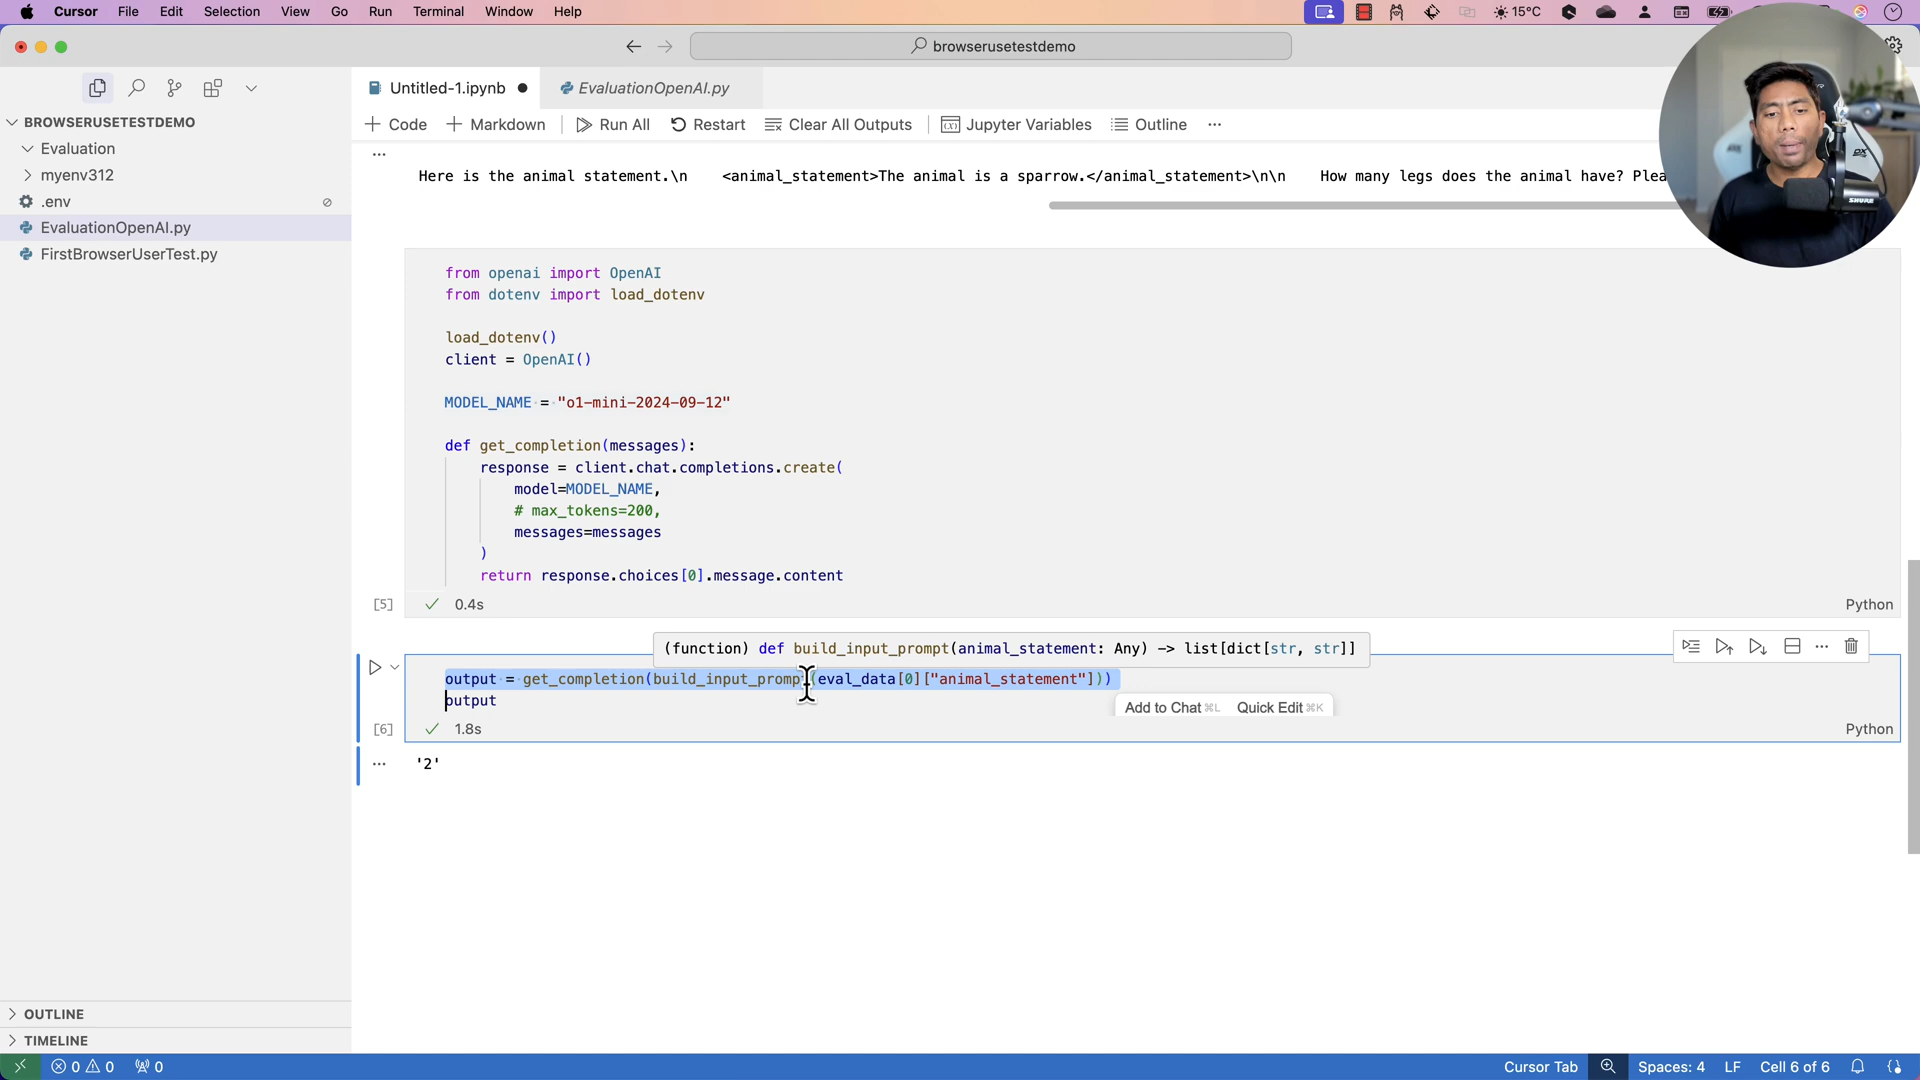 Cursor File Edit Selection View Go Run Terminal Window Help 15°C
browserusetestdemo
Untitled-1.ipynb EvaluationOpenAI.py
BROWSERUSETESTDEMO
Code Markdown Run All Restart Clear All Outputs Jupyter Variables Outline ...
Evaluation
myenv312
.env
EvaluationOpenAI.py
FirstBrowserUserTest.py
...
Here is the animal statement.\n    <animal_statement>The animal is a sparrow.</animal_statement>\n\n    How many legs does the animal have? Plea
from openai import OpenAI
from dotenv import load_dotenv
load_dotenv()
client = OpenAI()
MODEL_NAME = "o1-mini-2024-09-12"
def get_completion(messages):
response = client.chat.completions.create(
model=MODEL_NAME,
# max_tokens=200,
messages=messages
)
return response.choices[0].message.content
[5] 0.4s Python
(function) def build_input_prompt(animal_statement: Any) -> list[dict[str, str]]
output = get_completion(build_input_prompt(eval_data[0]["animal_statement"]))
output
Add to Chat ⌘L Quick Edit ⌘K
[6] 1.8s Python
... '2'
OUTLINE
TIMELINE
0 0 0 Cursor Tab Spaces: 4 LF Cell 6 of 6
SHURE